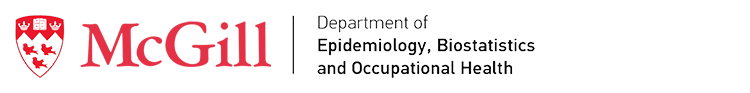 McGill
Department of
Epidemiology, Biostatistics
and Occupational Health